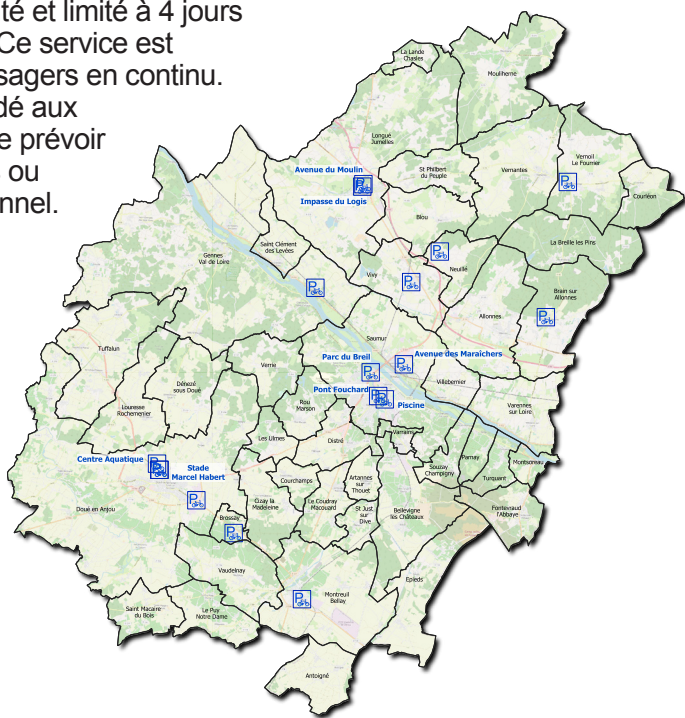 té et limité à 4 jours
Ce service est
sagers en continu.
dé aux
e prévoir
ou
nnel.
La Lande
Chasles
Mouliherne
Longué
Jumelles
Avenue du Moulin
Impasse du Logis
St Philbert
du Peuple
Vernantes
Vernoil
Le Fourrier
Courléon
Blou
Gennes
Val de Loire
Saint Clément
des Levées
Vivy
Neuillé
La Breille les Pins
Brain sur
Allonnes
Allonnes
Tuffalun
Saumur
Parc du Breil
Avenue des Maraîchers
Verrie
Villebernier
Dénezé
sous Doué
Pont Fouchard
Piscine
Rou
Marson
Varennes
sur Loire
Louresse
Rochemenier
Les Ulmes
Distré
Varrains
Centre Aquatique
Stade
Marcel Habert
Souzay
Champigny
Parnay
Montsoreau
Turquant
Courchamps
Artannes
sur
Thouet
Doué en Anjou
Cizay la
Madeleine
Le Coudray
Macouard
St Just
sur
Dive
Bellevigne
les Châteaux
Fontevraud
l'Abbaye
Brossay
Vaudelnay
Epieds
Montreuil
Bellay
Saint Macaire
du Bois
Le Puy
Notre Dame
Antoigné